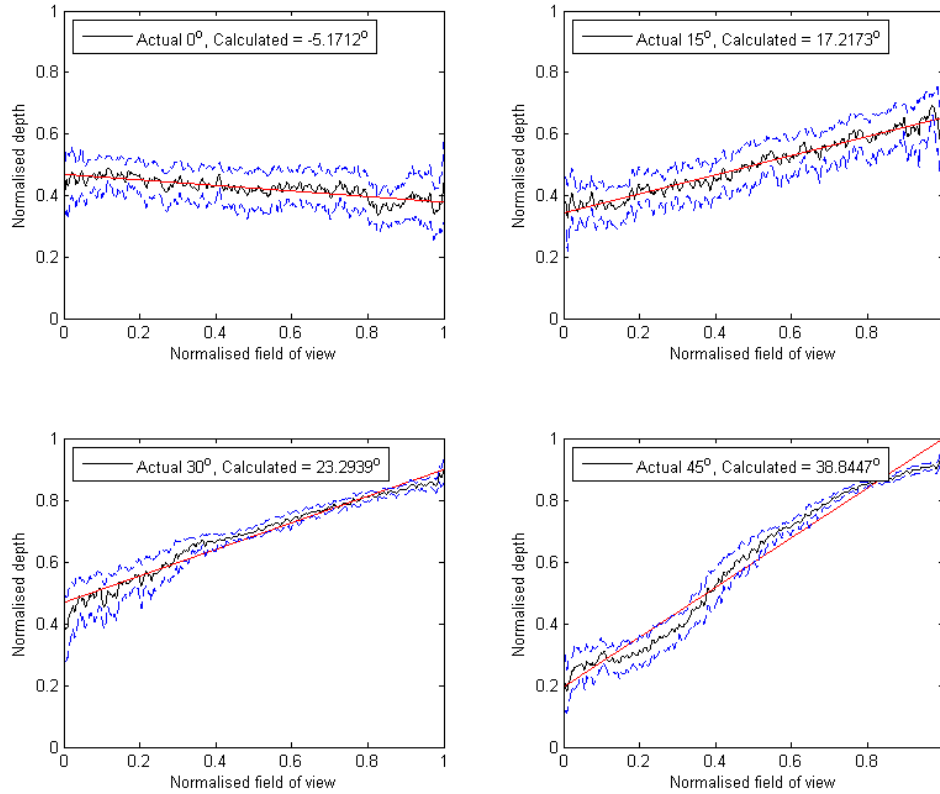 1
0.8
0.6
0.4
0.2
0
Normalised depth
Actual 0°, Calculated = -5.1712°
0 0.2 0.4 0.6 0.8 1
Normalised field of view
1
0.8
0.6
0.4
0.2
0
Normalised depth
Actual 15°, Calculated = 17.2173°
0 0.2 0.4 0.6 0.8
Normalised field of view
1
0.8
0.6
0.4
0.2
0
Normalised depth
Actual 30°, Calculated = 23.2939°
0 0.2 0.4 0.6 0.8 1
Normalised field of view
1
0.8
0.6
0.4
0.2
0
Normalised depth
Actual 45°, Calculated = 38.8447°
0 0.2 0.4 0.6 0.8
Normalised field of view